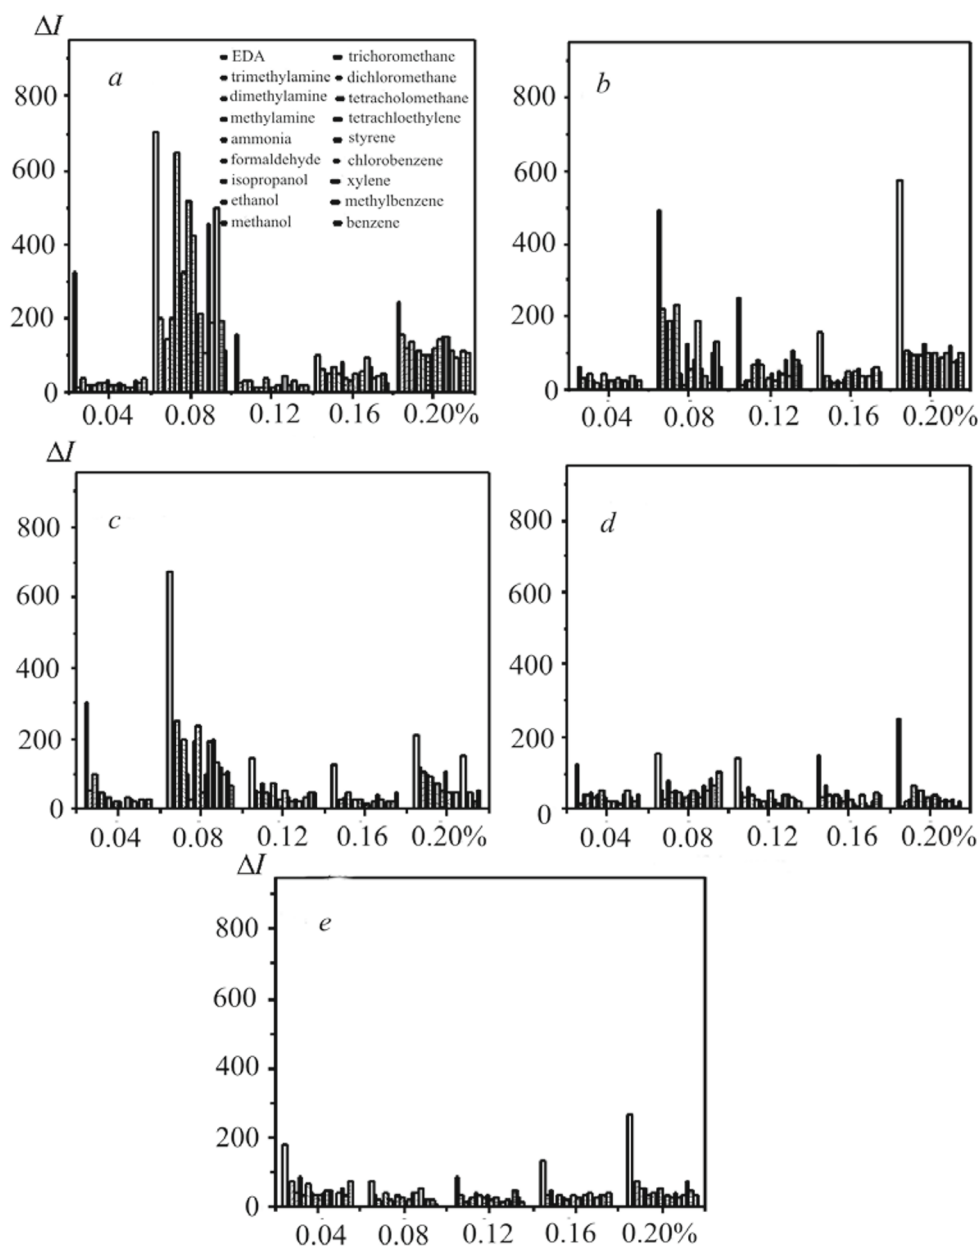 ΔI
a
EDA trichoromethane
trimethylamine dichloromethane
dimethylamine tetracholomethane
methylamine tetrachloethylene
ammonia styrene
formaldehyde chlorobenzene
isopropanol xylene
ethanol methylbenzene
methanol benzene
800
600
400
200
0
0.04 0.08 0.12 0.16 0.20%
b
800
600
400
200
0
0.04 0.08 0.12 0.16 0.20%
ΔI
c
800
600
400
200
0
0.04 0.08 0.12 0.16 0.20%
d
800
600
400
200
0
0.04 0.08 0.12 0.16 0.20%
ΔI
e
800
600
400
200
0
0.04 0.08 0.12 0.16 0.20%